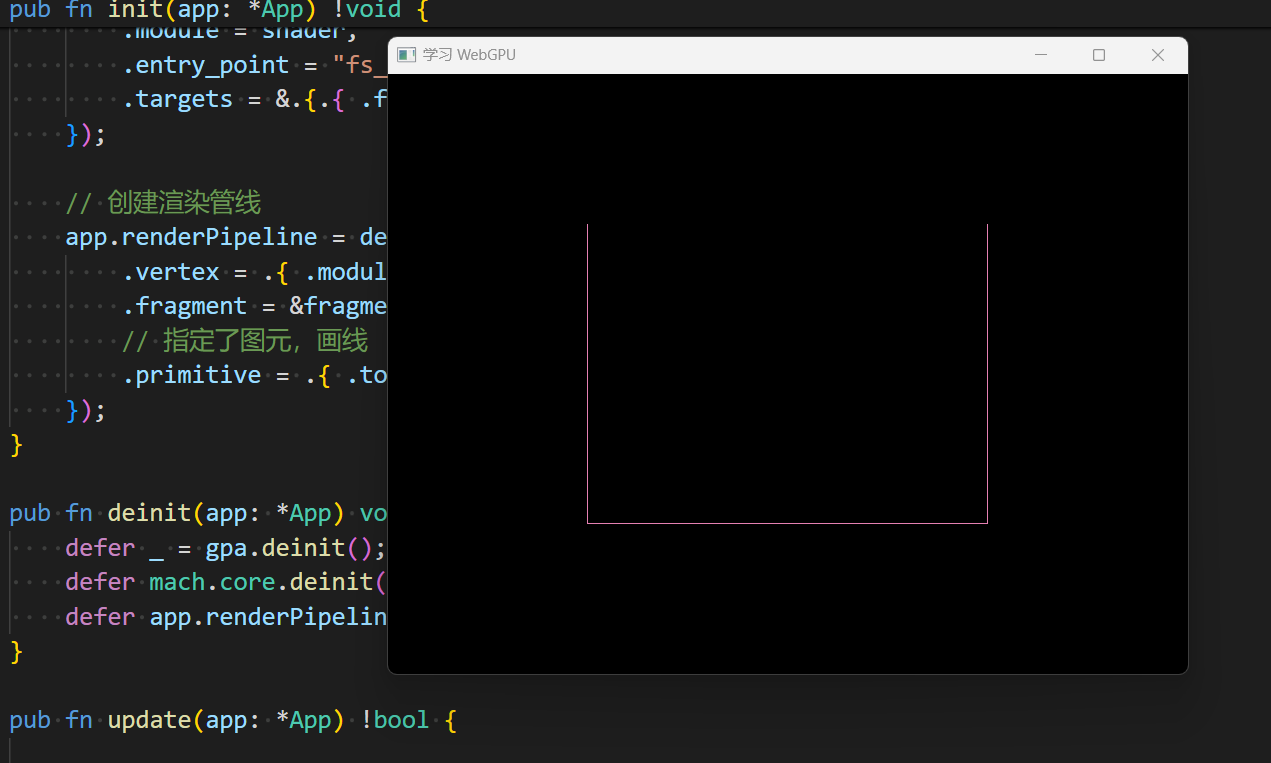 pub fn init(app: *App) !void {
.module = shader,
.entry_point = "fs_
.targets = &.{.{ .f
});
// 创建渲染管线
app.renderPipeline = de
.vertex = .{ .modul
.fragment = &fragme
// 指定了图元，画线
.primitive = .{ .to
});
}
pub fn deinit(app: *App) vo
defer _ = gpa.deinit();
defer mach.core.deinit(
defer app.renderPipelin
}
pub fn update(app: *App) !bool {
学习 WebGPU